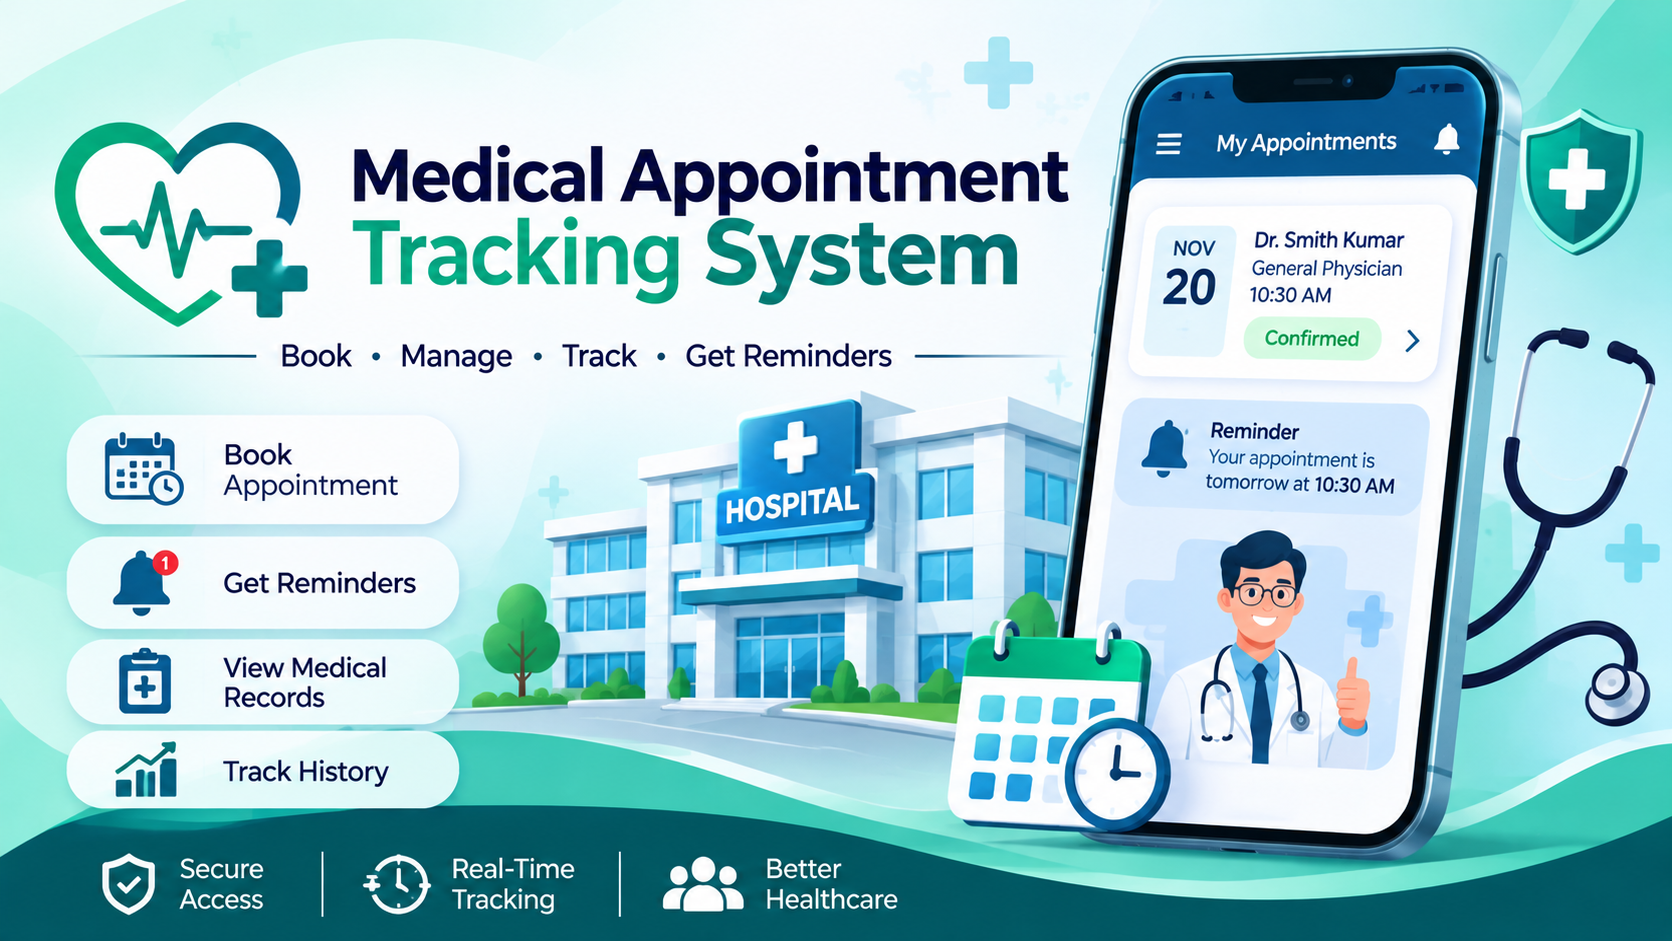 Medical Appointment
Tracking System
Book • Manage • Track • Get Reminders
Book
Appointment
1
Get Reminders
View Medical
Records
Track History
HOSPITAL
My Appointments
NOV
20
Dr. Smith Kumar
General Physician
10:30 AM
Confirmed
Reminder
Your appointment is
tomorrow at 10:30 AM
Secure
Access
Real-Time
Tracking
Better
Healthcare